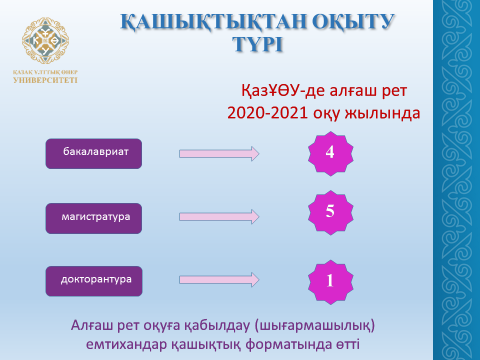 ҚАЗАҚ ҰЛТТЫҚ ӨНЕР
УНИВЕРСИТЕТІ
ҚАШЫҚТЫҚТАН ОҚЫТУ
ТҮРІ
ҚазҰӨУ-де алғаш рет
2020-2021 оқу жылында
бакалавриат 4
магистратура 5
докторантура 1
Алғаш рет оқуға қабылдау (шығармашылық)
емтихандар қашықтық форматында өтті